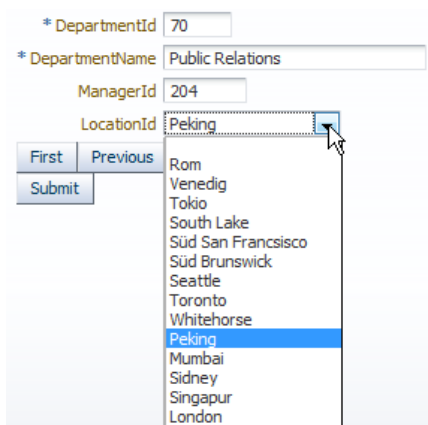 * DepartmentId 70
* DepartmentName Public Relations
ManagerId 204
LocationId Peking
First Previous
Submit
Rom
Venedig
Tokio
South Lake
Süd San Francsisco
Süd Brunswick
Seattle
Toronto
Whitehorse
Peking
Mumbai
Sidney
Singapur
London